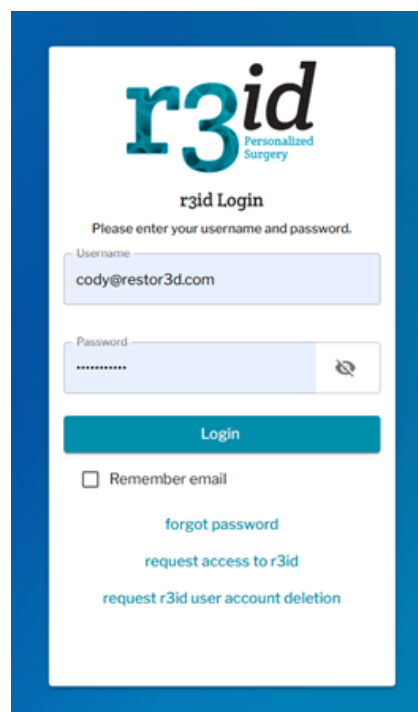 r3id
Personalized
Surgery
r3id Login
Please enter your username and password.
Username
cody@restor3d.com
Password
•••••••••••
Login
Remember email
forgot password
request access to r3id
request r3id user account deletion